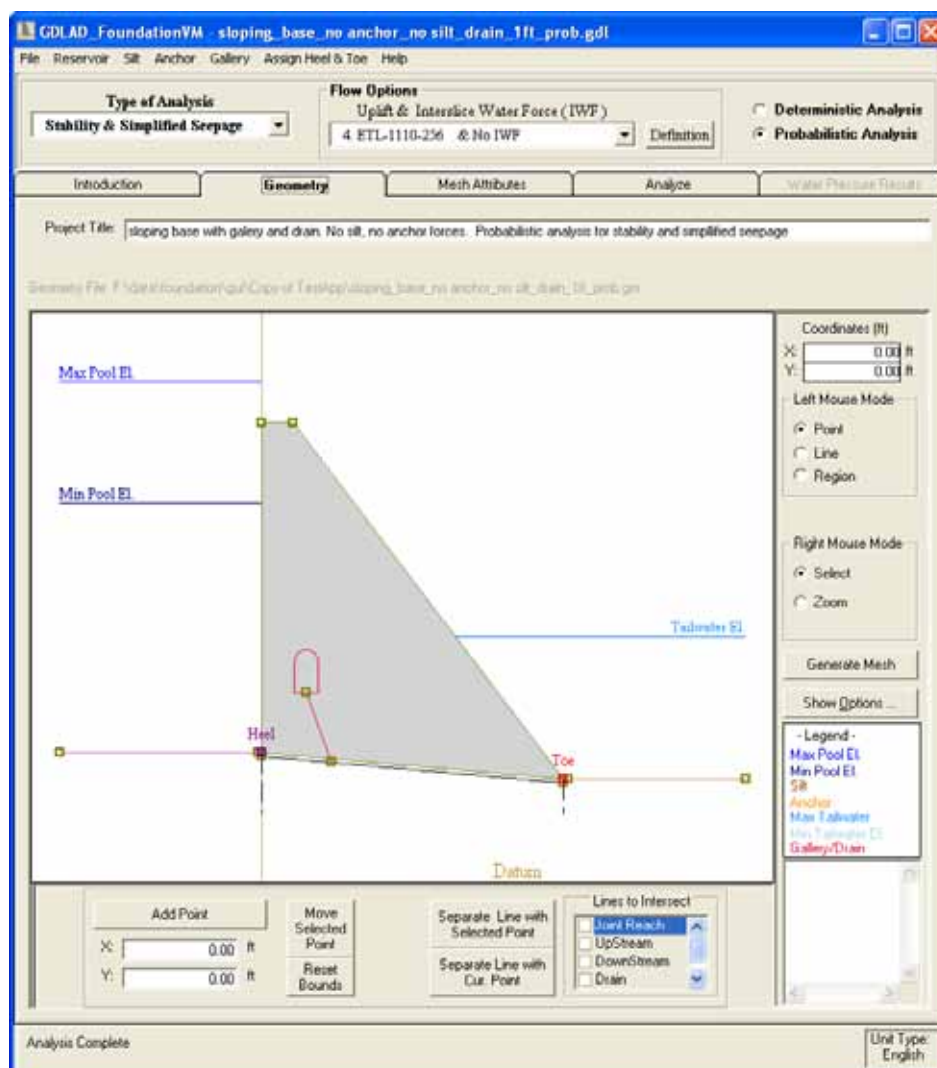 GDLAD_FoundationVM - sloping_base_no anchor_no silt_drain_1ft_prob.gdl
File Reservoir Silt Anchor Gallery Assign Heel & Toe Help
Type of Analysis
Stability & Simplified Seepage
Flow Options
Uplift & Interslice Water Force (IWF)
4. ETL-1110-256 & No IWF
Definition
Deterministic Analysis
Probabilistic Analysis
Introduction
Geometry
Mesh Attributes
Analyze
Water Pressure Results
Project Title: sloping base with galery and drain. No silt, no anchor forces. Probabilistic analysis for stability and simplified seepage
Max Pool El.
Min Pool El.
Tailwater El.
Heel
Toe
Datum
Coordinates (ft)
X: 0.00 ft
Y: 0.00 ft
Left Mouse Mode
Point
Line
Region
Right Mouse Mode
Select
Zoom
Generate Mesh
Show Options ...
- Legend -
Max Pool El.
Min Pool El.
Silt
Anchor
Max Tailwater
Min Tailwater El.
Gallery/Drain
Add Point
X: 0.00 ft
Y: 0.00 ft
Move Selected Point
Reset Bounds
Separate Line with Selected Point
Separate Line with Cur. Point
Lines to Intersect
Joint Reach
UpStream
DownStream
Drain
Analysis Complete
Unit Type:
English